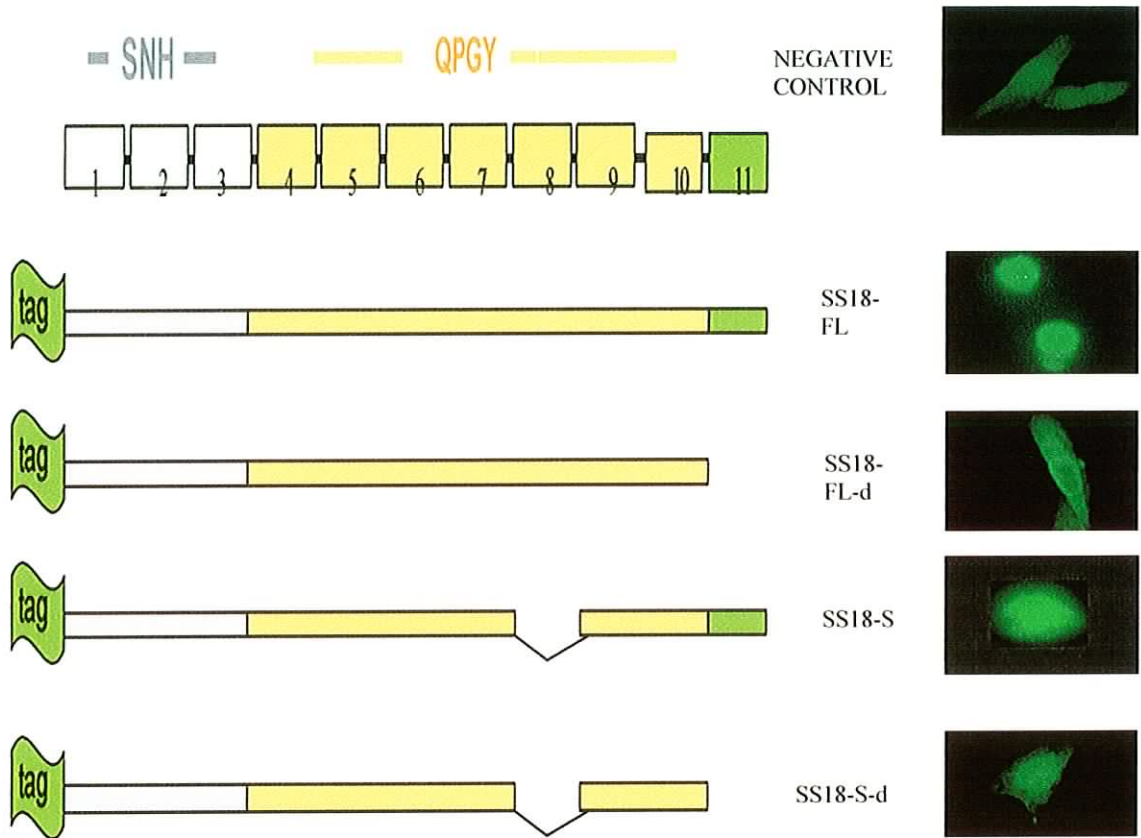 SNH
QPGY
NEGATIVE
CONTROL
1 2 3 4 5 6 7 8 9 10 11
tag
SS18-
FL
tag
SS18-
FL-d
tag
SS18-S
tag
SS18-S-d